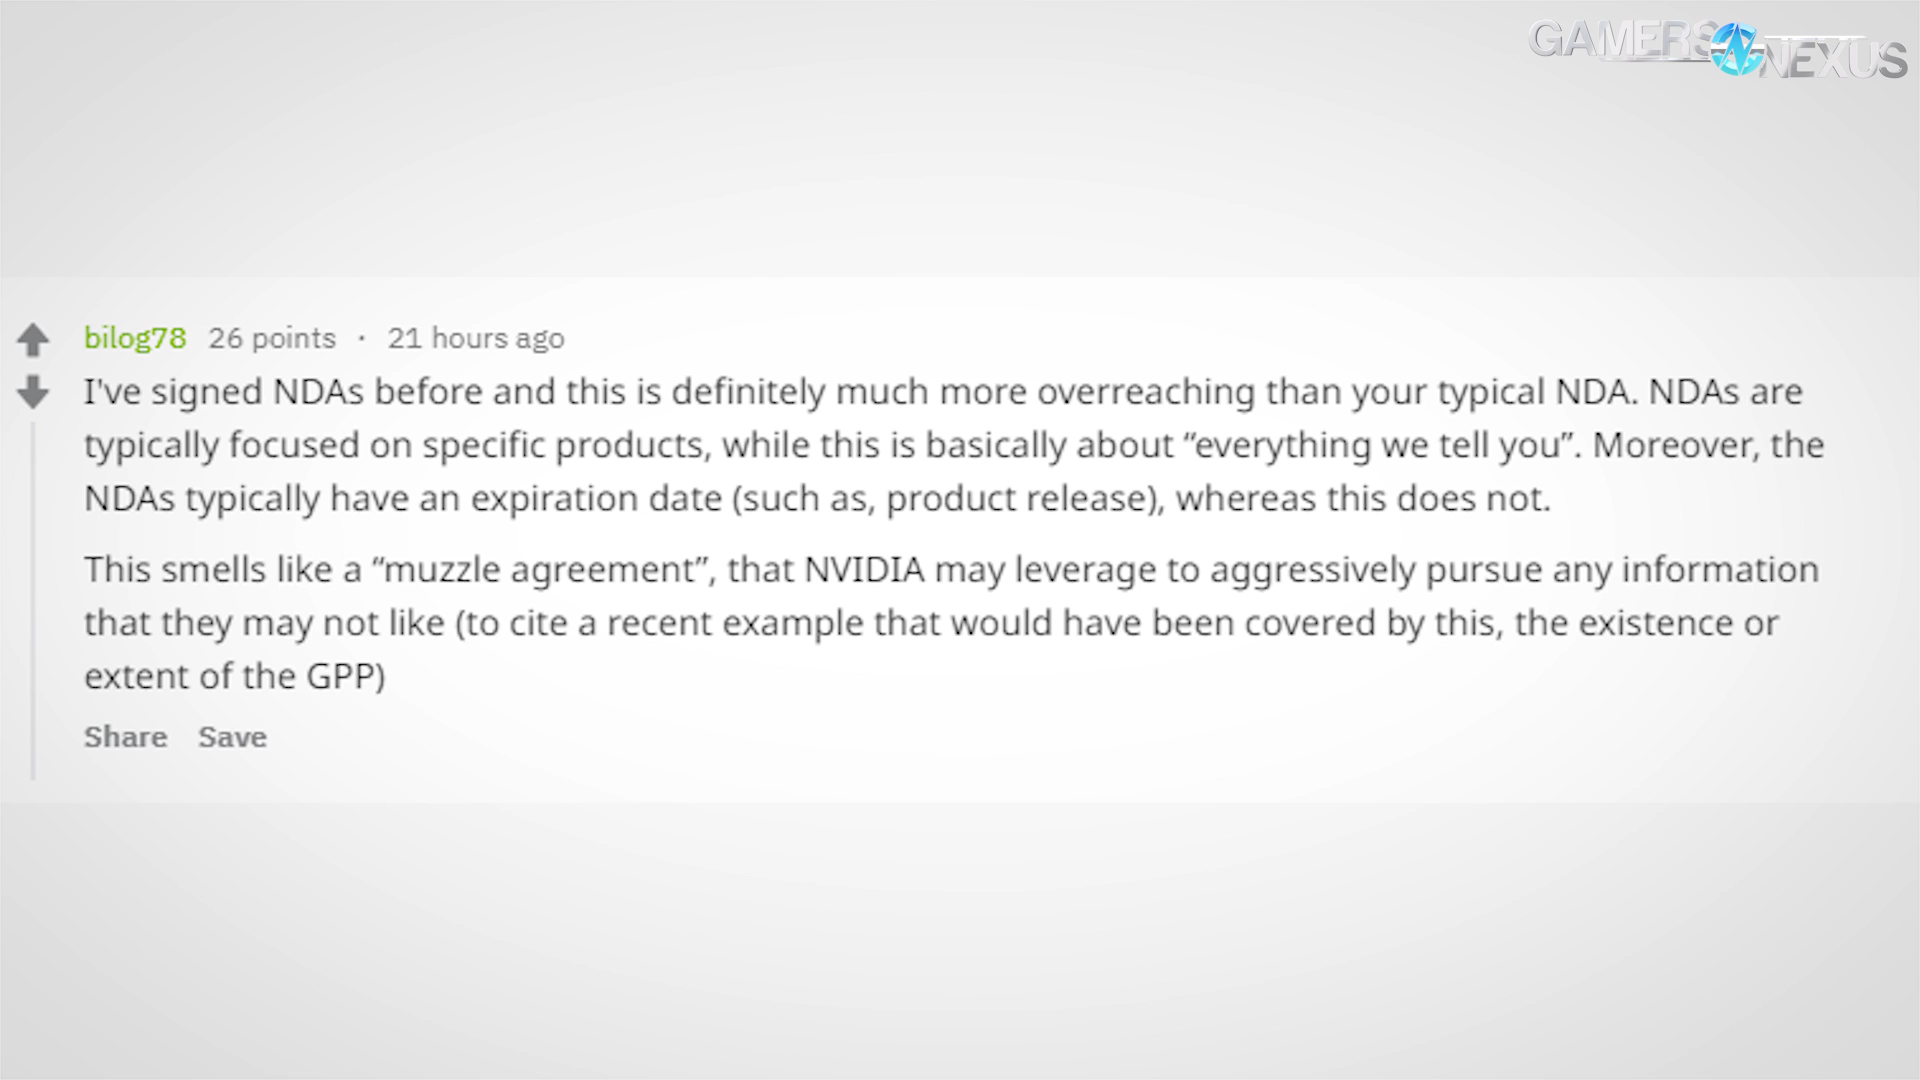 GAMERS NEXUS
bilog78 26 points · 21 hours ago
I've signed NDAs before and this is definitely much more overreaching than your typical NDA. NDAs are
typically focused on specific products, while this is basically about “everything we tell you”. Moreover, the
NDAs typically have an expiration date (such as, product release), whereas this does not.
This smells like a “muzzle agreement”, that NVIDIA may leverage to aggressively pursue any information
that they may not like (to cite a recent example that would have been covered by this, the existence or
extent of the GPP)
Share Save